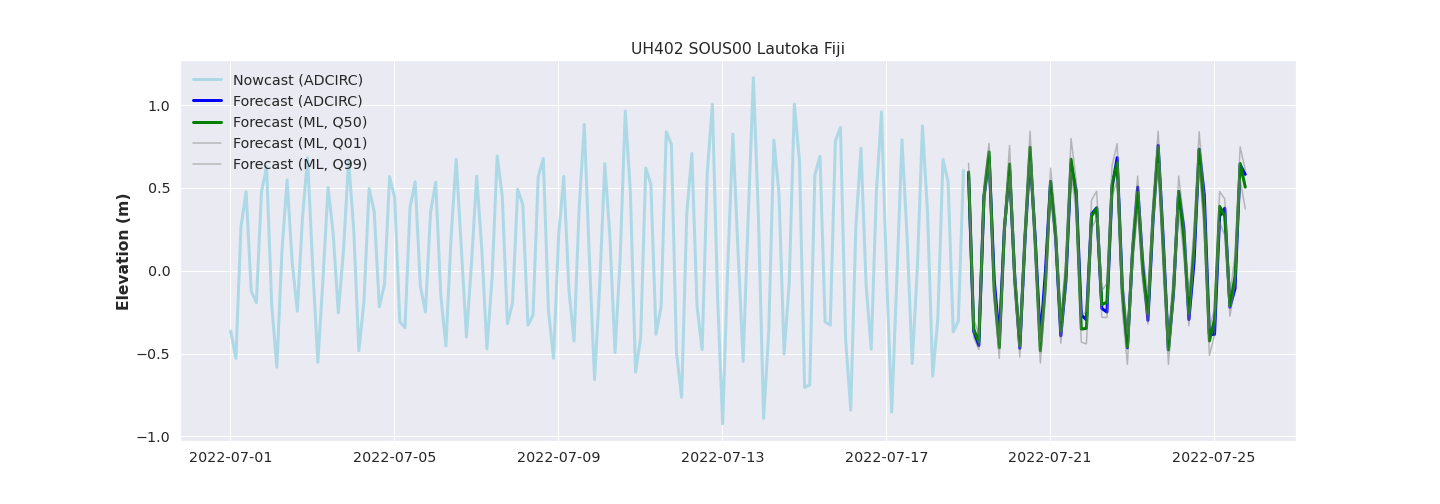 UH402 SOUS00 Lautoka Fiji
Nowcast (ADCIRC)
Forecast (ADCIRC)
Forecast (ML, Q50)
Forecast (ML, Q01)
Forecast (ML, Q99)
Elevation (m)
1.0
0.5
0.0
−0.5
−1.0
2022-07-01 2022-07-05 2022-07-09 2022-07-13 2022-07-17 2022-07-21 2022-07-25